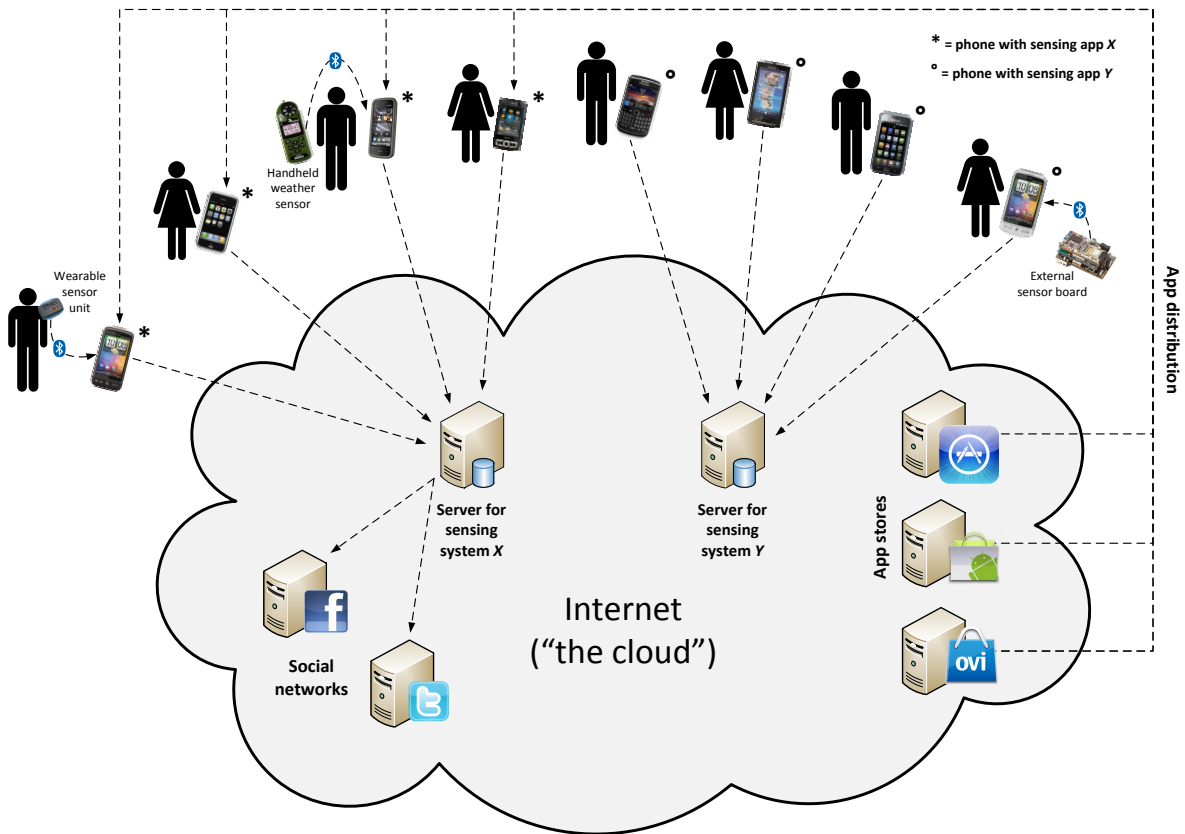 * = phone with sensing app X
° = phone with sensing app Y
*
*
°
°
°
Handheld
weather
sensor
*
°
Wearable
sensor
unit
*
External
sensor board
App distribution
Server for
sensing
system X
Server for
sensing
system Y
App stores
f
Internet
("the cloud")
ovi
Social
networks
t